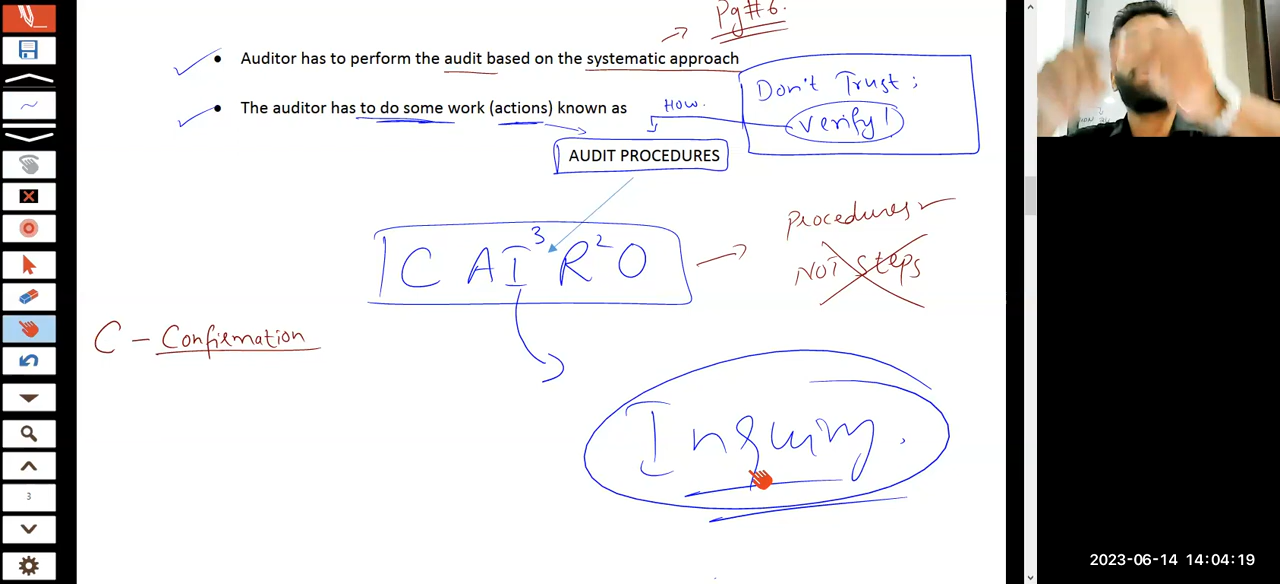 Pg#6.
• Auditor has to perform the audit based on the systematic approach
Don't Trust;
• The auditor has to do some work (actions) known as
HOW.
verify!
AUDIT PROCEDURES
C A I³ R² O
Procedures
NOT Steps
C - Confirmation
Inquiry.
3
2023-06-14 14:04:19